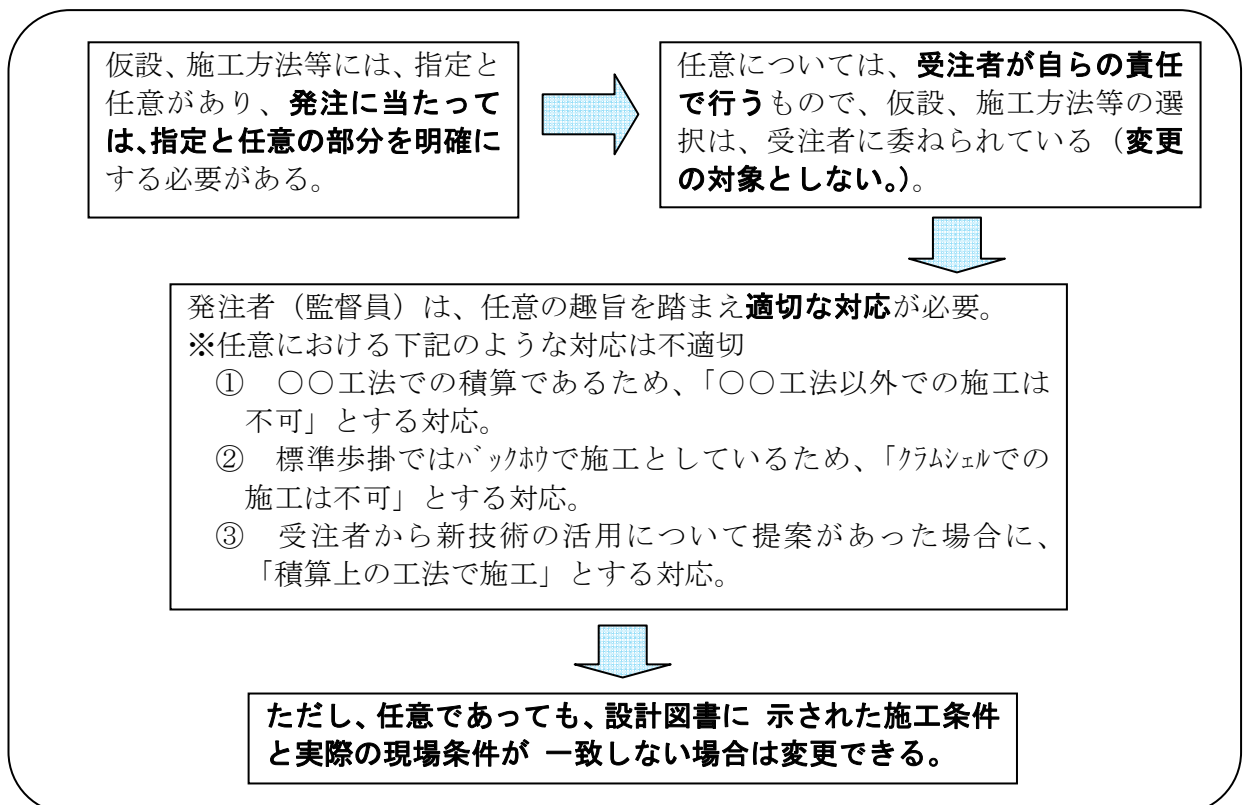 仮設、施工方法等には、指定と
任意があり、発注に当たって
は、指定と任意の部分を明確に
する必要がある。
任意については、受注者が自らの責任
で行うもので、仮設、施工方法等の選
択は、受注者に委ねられている（変更
の対象としない。）。
発注者（監督員）は、任意の趣旨を踏まえ適切な対応が必要。
※任意における下記のような対応は不適切
①　○○工法での積算であるため、「○○工法以外での施工は
不可」とする対応。
②　標準歩掛ではﾊﾞｯｸﾎｳで施工としているため、「ｸﾗﾑｼｪﾙでの
施工は不可」とする対応。
③　受注者から新技術の活用について提案があった場合に、
「積算上の工法で施工」とする対応。
ただし、任意であっても、設計図書に 示された施工条件
と実際の現場条件が 一致しない場合は変更できる。